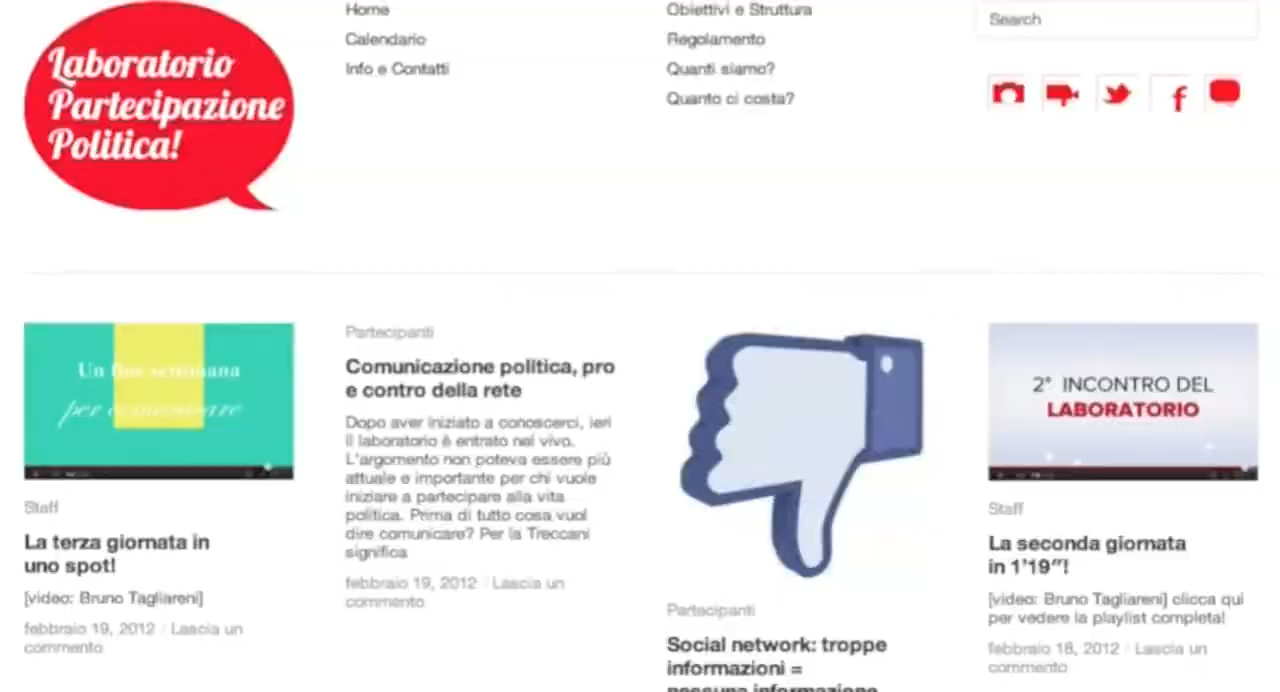 Laboratorio
Partecipazione
Politica!
Home
Calendario
Info e Contatti
Obiettivi e Struttura
Regolamento
Quanti siamo?
Quanto ci costa?
Search
Un fine settimana
per comunicare
Staff
La terza giornata in
uno spot!
[video: Bruno Tagliareni]
febbraio 19, 2012 / Lascia un
commento
Partecipanti
Comunicazione politica, pro
e contro della rete
Dopo aver iniziato a conoscerci, ieri
il laboratorio è entrato nel vivo.
L'argomento non poteva essere più
attuale e importante per chi vuole
iniziare a partecipare alla vita
politica. Prima di tutto cosa vuol
dire comunicare? Per la Treccani
significa
febbraio 19, 2012 / Lascia un
commento
Partecipanti
Social network: troppe
informazioni =
nessuna informazione
2° INCONTRO DEL
LABORATORIO
Staff
La seconda giornata
in 1'19"!
[video: Bruno Tagliareni] clicca qui
per vedere la playlist completa!
febbraio 18, 2012 / Lascia un
commento